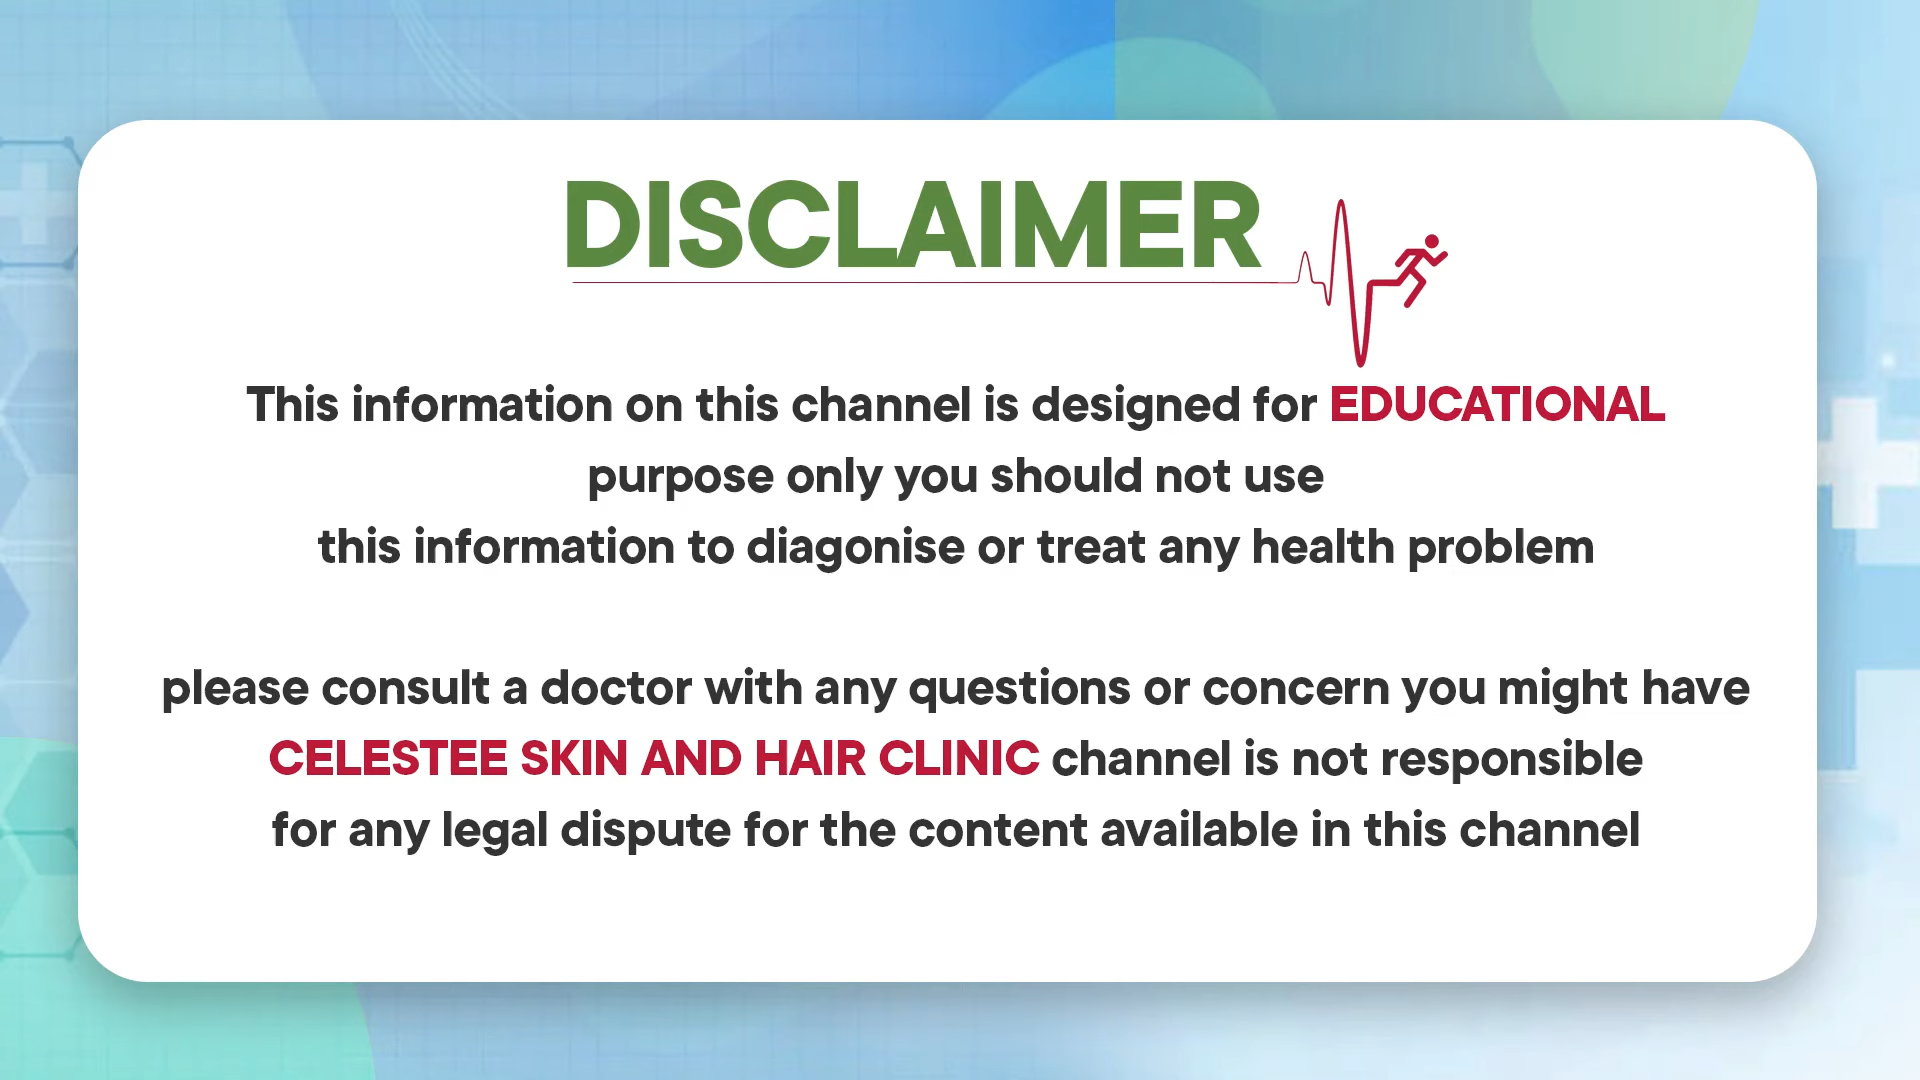 DISCLAIMER
This information on this channel is designed for EDUCATIONAL
purpose only you should not use
this information to diagonise or treat any health problem
please consult a doctor with any questions or concern you might have
CELESTEE SKIN AND HAIR CLINIC channel is not responsible
for any legal dispute for the content available in this channel